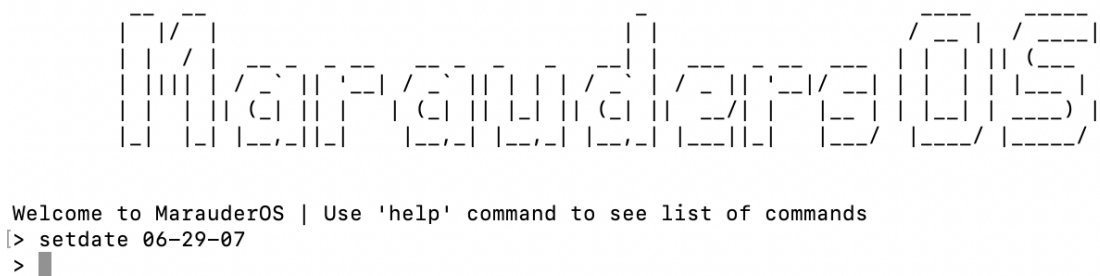 MaraudersOS
Welcome to MarauderOS | Use 'help' command to see list of commands
> setdate 06-29-07
>